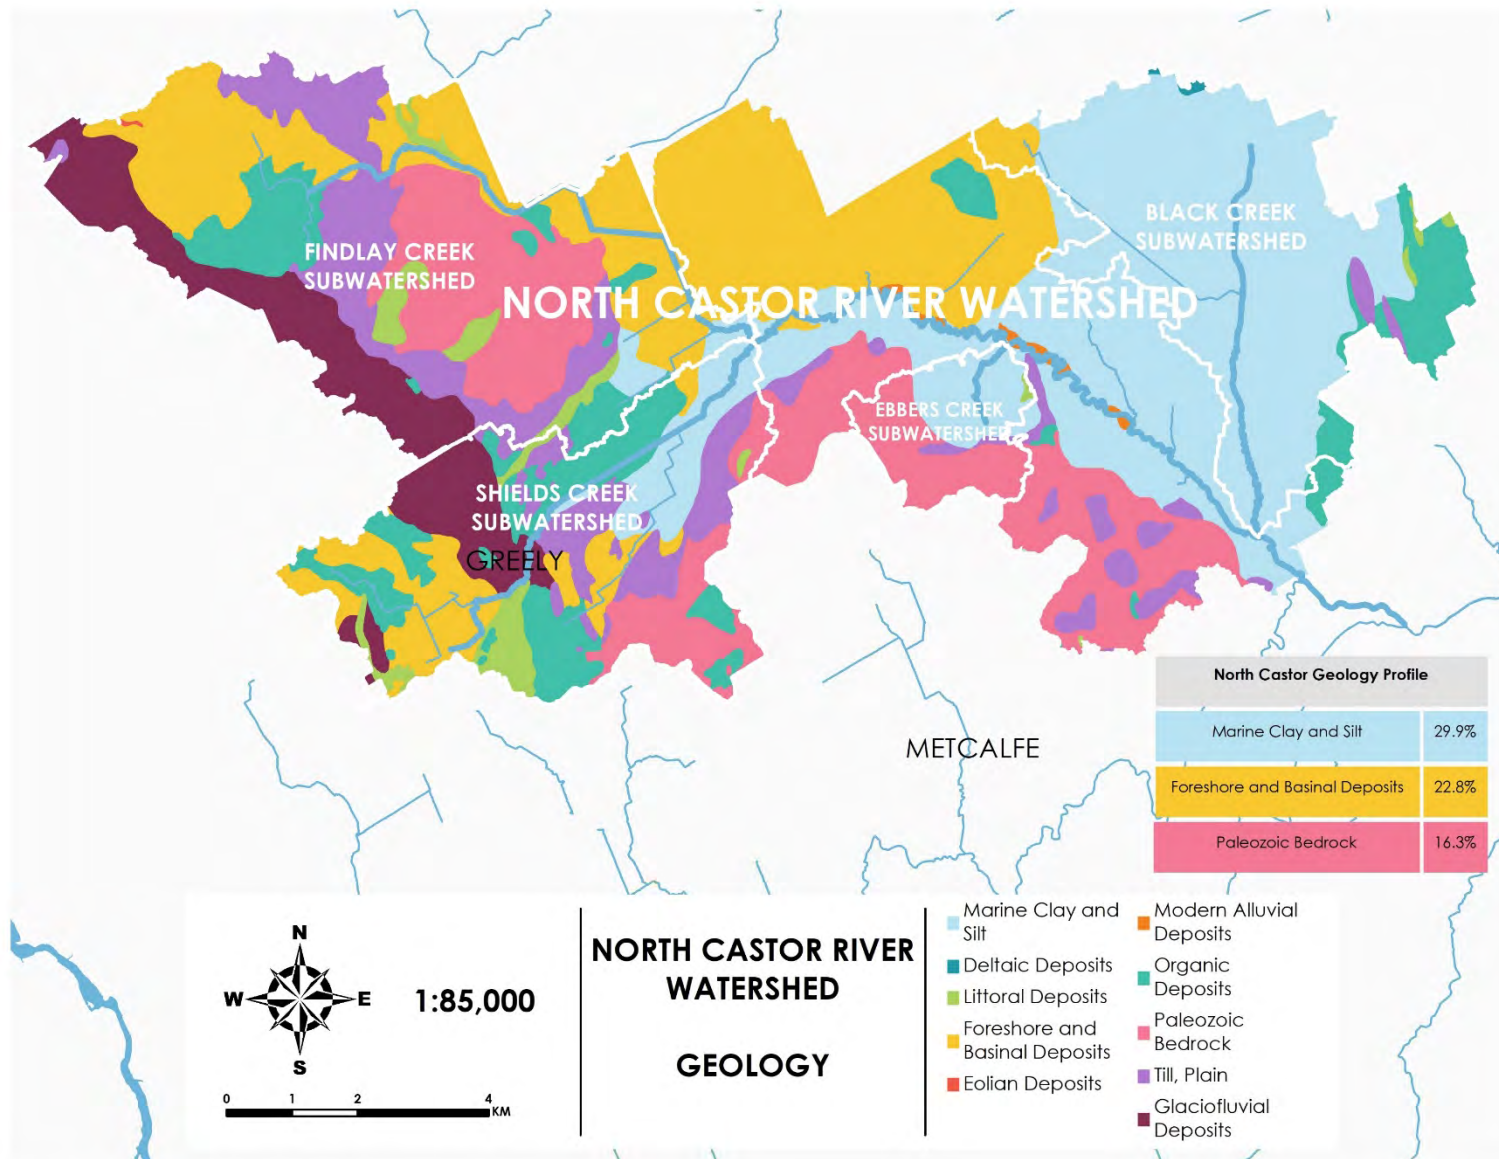 FINDLAY CREEK
SUBWATERSHED
BLACK CREEK
SUBWATERSHED
NORTH CASTOR RIVER WATERSHED
EBBERS CREEK
SUBWATERSHED
SHIELDS CREEK
SUBWATERSHED
GREELY
METCALFE
North Castor Geology Profile
Marine Clay and Silt 29.9%
Foreshore and Basinal Deposits 22.8%
Paleozoic Bedrock 16.3%
N
W E
S
1:85,000
0 1 2 4
KM
NORTH CASTOR RIVER
WATERSHED
GEOLOGY
Marine Clay and
Silt
Deltaic Deposits
Littoral Deposits
Foreshore and
Basinal Deposits
Eolian Deposits
Modern Alluvial
Deposits
Organic
Deposits
Paleozoic
Bedrock
Till, Plain
Glaciofluvial
Deposits